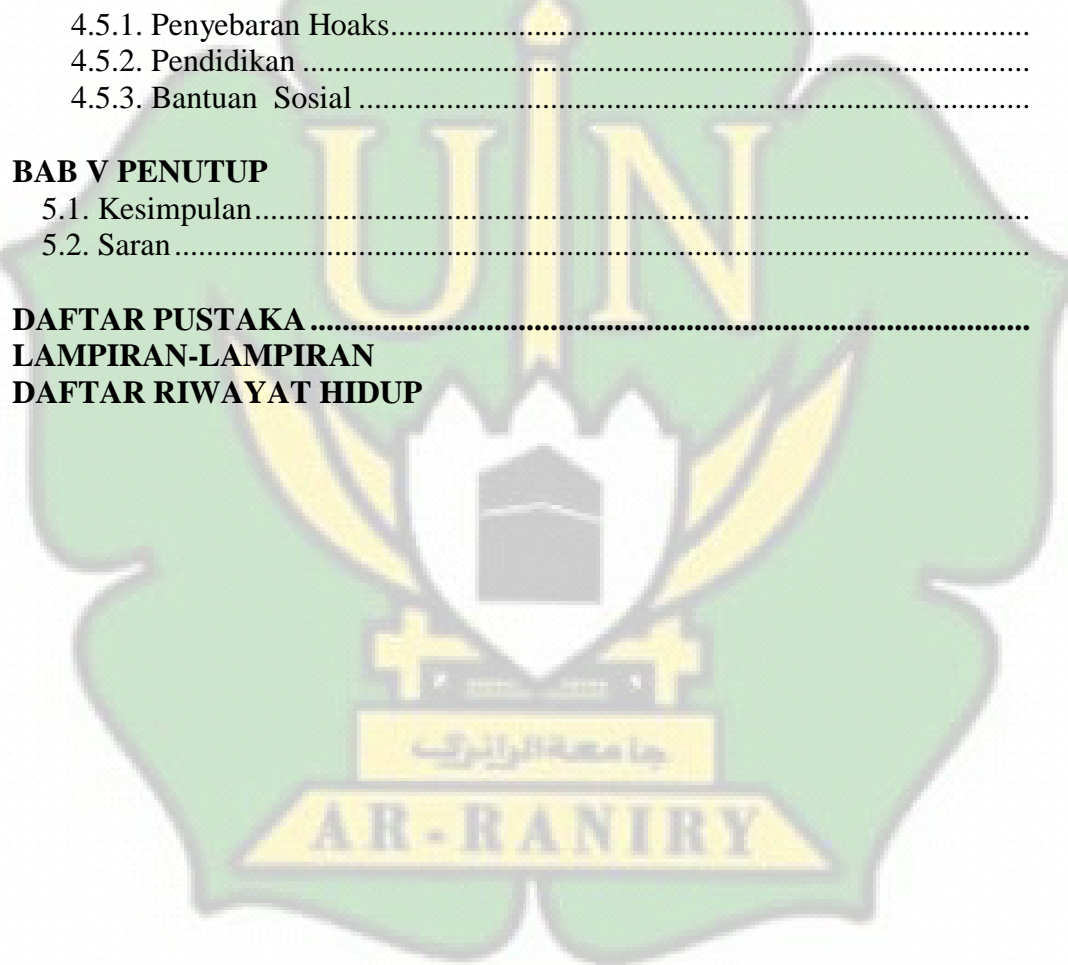 4.5.1. Penyebaran Hoaks.................................................................................
4.5.2. Pendidikan ............................................................................................
4.5.3. Bantuan  Sosial .....................................................................................
BAB V PENUTUP
5.1. Kesimpulan..................................................................................................
5.2. Saran............................................................................................................
DAFTAR PUSTAKA...........................................................................................
LAMPIRAN-LAMPIRAN
DAFTAR RIWAYAT HIDUP
UIN
جامعة الرانري
AR-RANIRY